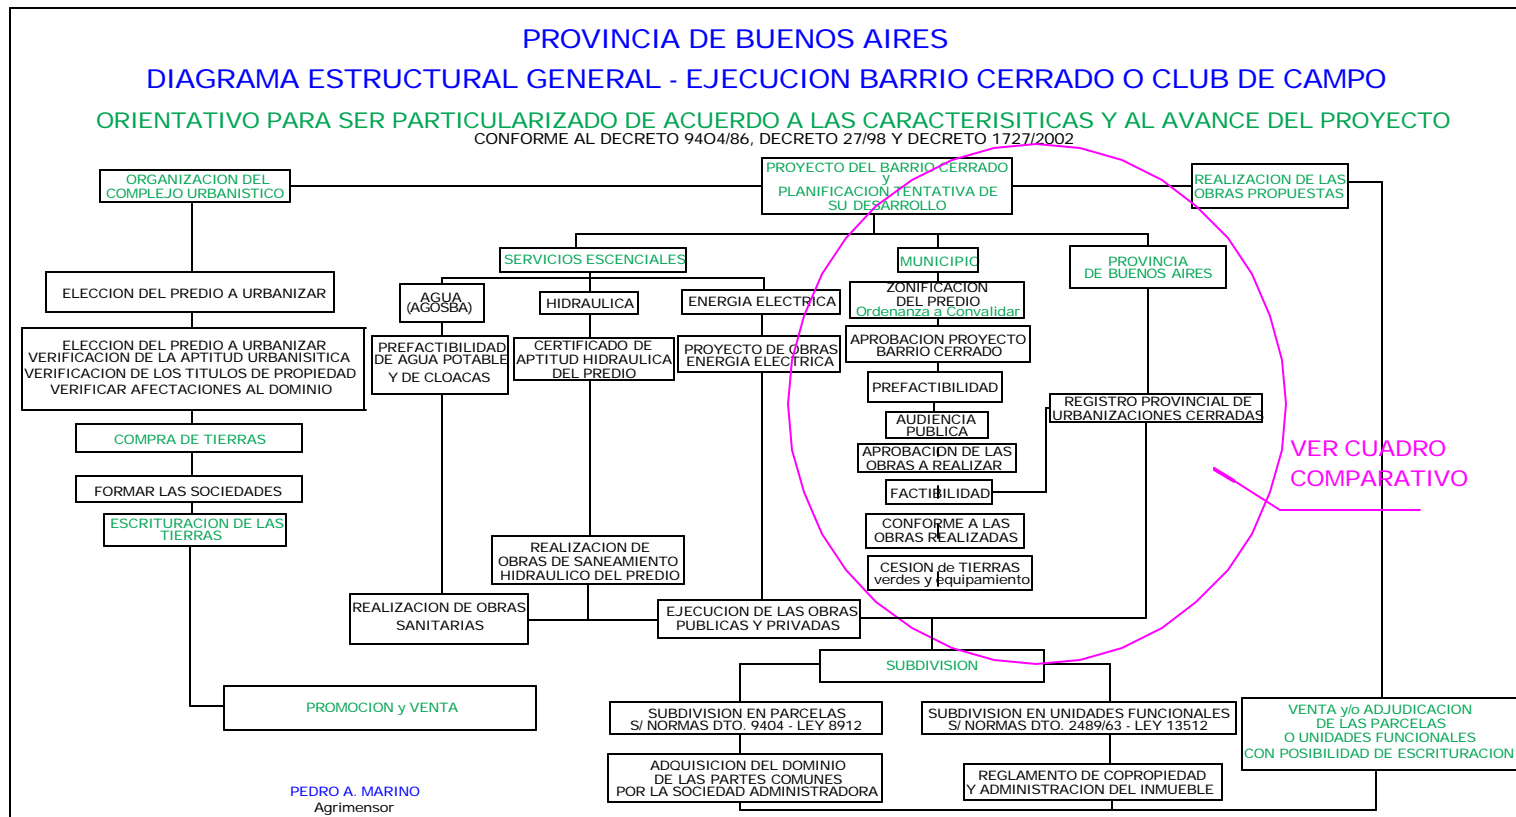 PROVINCIA DE BUENOS AIRES
DIAGRAMA ESTRUCTURAL GENERAL - EJECUCION BARRIO CERRADO O CLUB DE CAMPO
ORIENTATIVO PARA SER PARTICULARIZADO DE ACUERDO A LAS CARACTERISITICAS Y AL AVANCE DEL PROYECTO
CONFORME AL DECRETO 94O4/86, DECRETO 27/98 Y DECRETO 1727/2002
ORGANIZACION DEL
COMPLEJO URBANISTICO
PROYECTO DEL BARRIO CERRADO
y
PLANIFICACION TENTATIVA DE
SU DESARROLLO
REALIZACION DE LAS
OBRAS PROPUESTAS
SERVICIOS ESCENCIALES
MUNICIPIO
PROVINCIA
DE BUENOS AIRES
ELECCION DEL PREDIO A URBANIZAR
AGUA
(AGOSBA)
HIDRAULICA
ENERGIA ELECTRICA
ZONIFICACION
DEL PREDIO
Ordenanza a Convalidar
ELECCION DEL PREDIO A URBANIZAR
VERIFICACION DE LA APTITUD URBANISITICA
VERIFICACION DE LOS TITULOS DE PROPIEDAD
VERIFICAR AFECTACIONES AL DOMINIO
PREFACTIBILIDAD
DE AGUA POTABLE
Y DE CLOACAS
CERTIFICADO DE
APTITUD HIDRAULICA
DEL PREDIO
PROYECTO DE OBRAS
ENERGIA ELECTRICA
APROBACION PROYECTO
BARRIO CERRADO
PREFACTIBILIDAD
REGISTRO PROVINCIAL DE
URBANIZACIONES CERRADAS
AUDIENCIA
PUBLICA
COMPRA DE TIERRAS
APROBACION DE LAS
OBRAS A REALIZAR
VER CUADRO
COMPARATIVO
FORMAR LAS SOCIEDADES
FACTIBILIDAD
ESCRITURACION DE LAS
TIERRAS
CONFORME A LAS
OBRAS REALIZADAS
REALIZACION DE
OBRAS DE SANEAMIENTO
HIDRAULICO DEL PREDIO
CESION de TIERRAS
verdes y equipamiento
REALIZACION DE OBRAS
SANITARIAS
EJECUCION DE LAS OBRAS
PUBLICAS Y PRIVADAS
SUBDIVISION
PROMOCION y VENTA
SUBDIVISION EN PARCELAS
S/ NORMAS DTO. 9404 - LEY 8912
SUBDIVISION EN UNIDADES FUNCIONALES
S/ NORMAS DTO. 2489/63 - LEY 13512
VENTA y/o ADJUDICACION
DE LAS PARCELAS
O UNIDADES FUNCIONALES
CON POSIBILIDAD DE ESCRITURACION
ADQUISICION DEL DOMINIO
DE LAS PARTES COMUNES
POR LA SOCIEDAD ADMINISTRADORA
REGLAMENTO DE COPROPIEDAD
Y ADMINISTRACION DEL INMUEBLE
PEDRO A. MARINO
Agrimensor